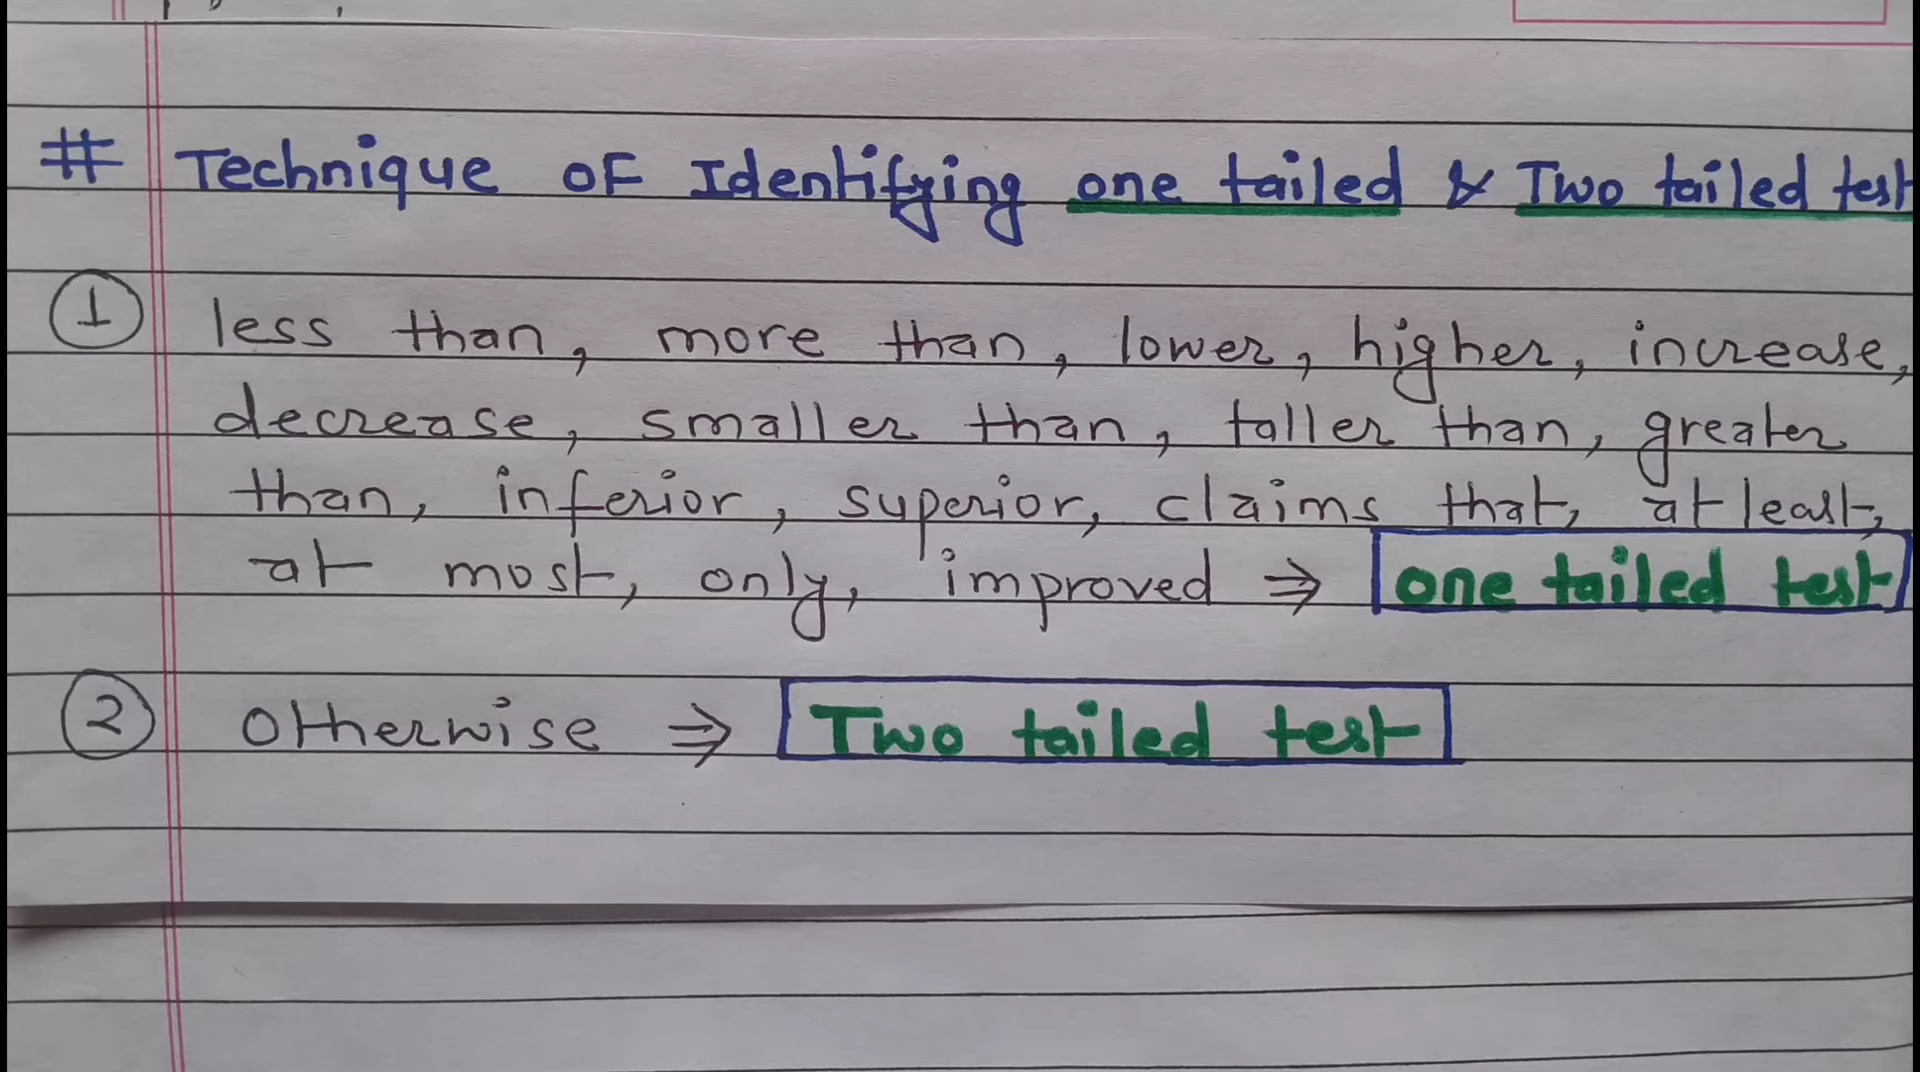 # Technique of Identifying one tailed & Two tailed test
1 less than, more than, lower, higher, increase,
decrease, smaller than, taller than, greater
than, inferior, superior, claims that, at least,
at most, only, improved ⇒ one tailed test
2 Otherwise ⇒ Two tailed test